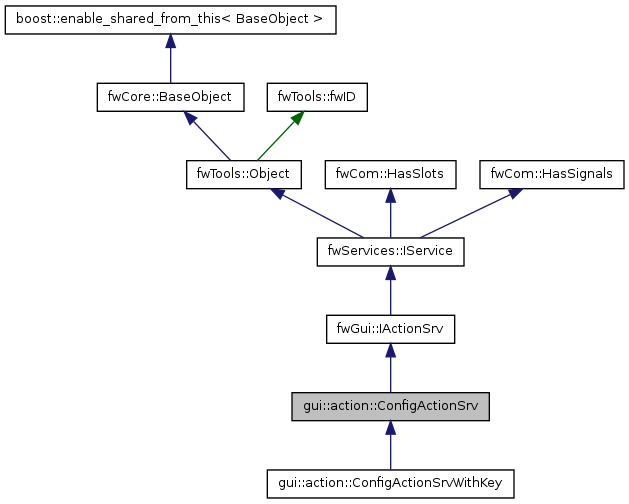 boost::enable_shared_from_this< BaseObject >
fwCore::BaseObject
fwTools::fwID
fwTools::Object
fwCom::HasSlots
fwCom::HasSignals
fwServices::IService
fwGui::IActionSrv
gui::action::ConfigActionSrv
gui::action::ConfigActionSrvWithKey